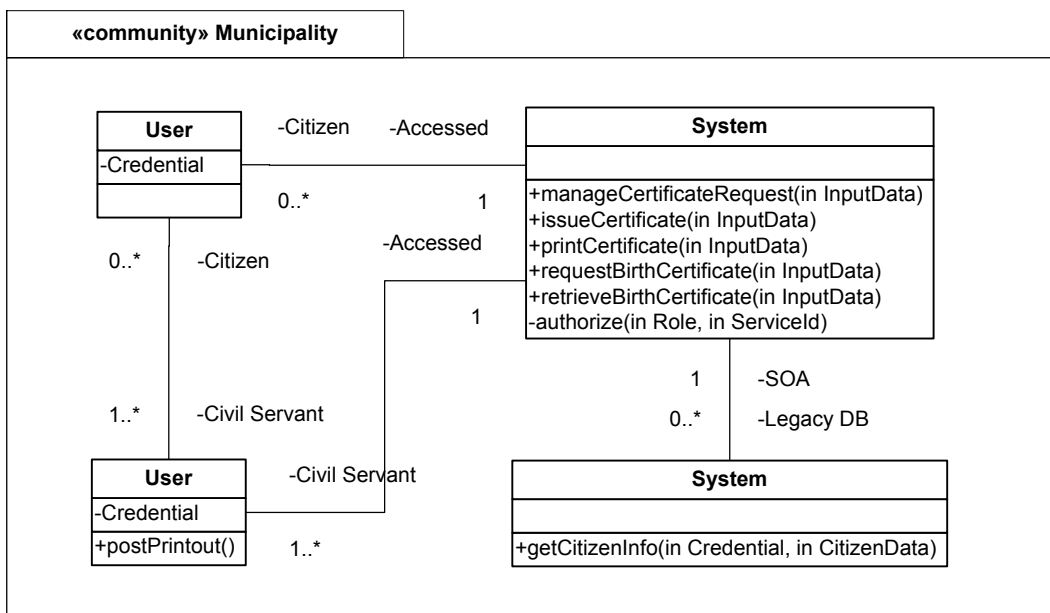 «community» Municipality
User
-Credential
-Citizen
-Accessed
0..*
1
System
+manageCertificateRequest(in InputData)
+issueCertificate(in InputData)
+printCertificate(in InputData)
+requestBirthCertificate(in InputData)
+retrieveBirthCertificate(in InputData)
-authorize(in Role, in ServiceId)
0..*
-Citizen
-Accessed
1
1
-SOA
1..*
-Civil Servant
0..*
-Legacy DB
User
-Credential
+postPrintout()
-Civil Servant
1..*
System
+getCitizenInfo(in Credential, in CitizenData)